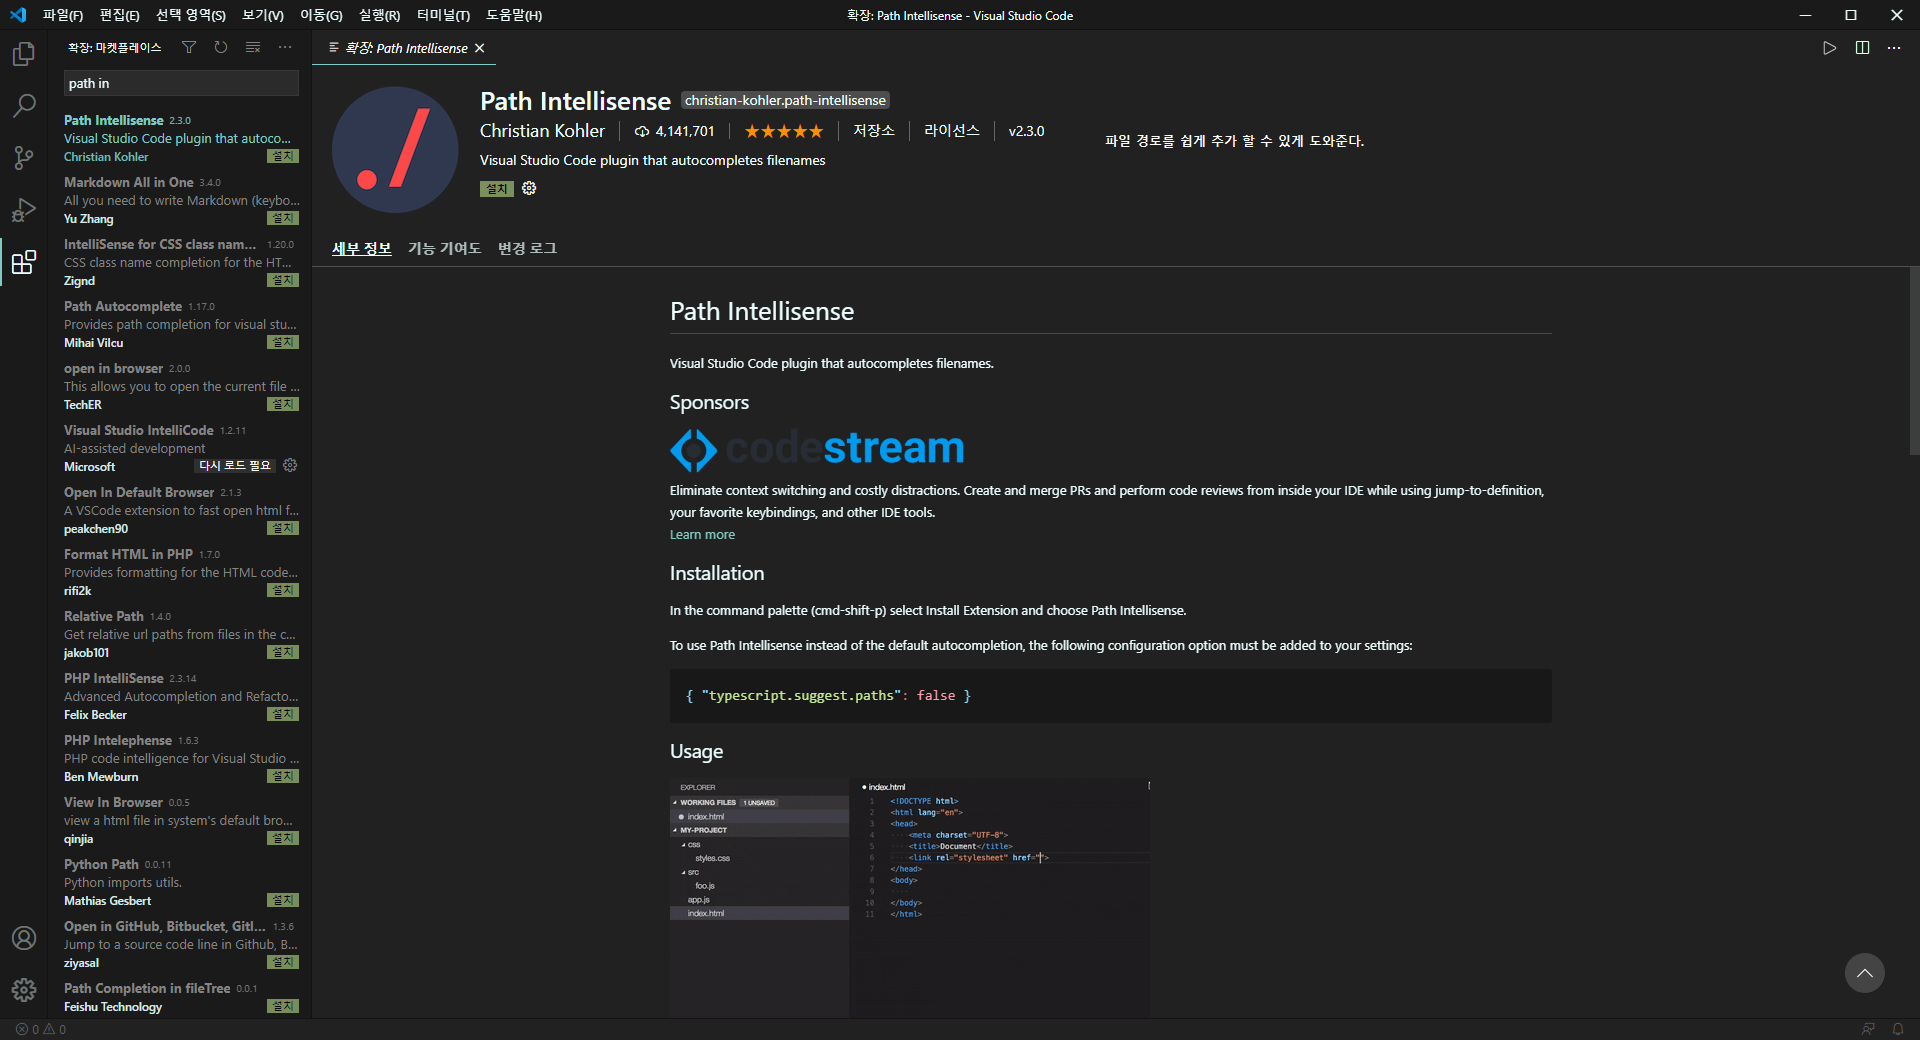 파일(F) 편집(E) 선택 영역(S) 보기(V) 이동(G) 실행(R) 터미널(T) 도움말(H)
확장: Path Intellisense - Visual Studio Code
확장: 마켓플레이스
path in
Path Intellisense 2.3.0
Visual Studio Code plugin that autoco...
Christian Kohler 설치
Markdown All in One 3.4.0
All you need to write Markdown (keybo...
Yu Zhang 설치
IntelliSense for CSS class nam... 1.20.0
CSS class name completion for the HT...
Zignd 설치
Path Autocomplete 1.17.0
Provides path completion for visual stu...
Mihai Vilcu 설치
open in browser 2.0.0
This allows you to open the current file ...
TechER 설치
Visual Studio IntelliCode 1.2.11
AI-assisted development
Microsoft 다시 로드 필요
Open In Default Browser 2.1.3
A VSCode extension to fast open html f...
peakchen90 설치
Format HTML in PHP 1.7.0
Provides formatting for the HTML code...
rifi2k 설치
Relative Path 1.4.0
Get relative url paths from files in the c...
jakob101 설치
PHP IntelliSense 2.3.14
Advanced Autocompletion and Refacto...
Felix Becker 설치
PHP Intelephense 1.6.3
PHP code intelligence for Visual Studio ...
Ben Mewburn 설치
View In Browser 0.0.5
view a html file in system's default bro...
qinjia 설치
Python Path 0.0.11
Python imports utils.
Mathias Gesbert 설치
Open in GitHub, Bitbucket, Gitl... 1.3.6
Jump to a source code line in Github, B...
ziyasal 설치
Path Completion in fileTree 0.0.1
Feishu Technology 설치
0 0
확장: Path Intellisense
Path Intellisense christian-kohler.path-intellisense
Christian Kohler 4,141,701 저장소 라이선스 v2.3.0
파일 경로를 쉽게 추가 할 수 있게 도와준다.
Visual Studio Code plugin that autocompletes filenames
설치
세부 정보 기능 기여도 변경 로그
Path Intellisense
Visual Studio Code plugin that autocompletes filenames.
Sponsors
codestream
Eliminate context switching and costly distractions. Create and merge PRs and perform code reviews from inside your IDE while using jump-to-definition,
your favorite keybindings, and other IDE tools.
Learn more
Installation
In the command palette (cmd-shift-p) select Install Extension and choose Path Intellisense.
To use Path Intellisense instead of the default autocompletion, the following configuration option must be added to your settings:
{ "typescript.suggest.paths": false }
Usage
EXPLORER
WORKING FILES 1 UNSAVED
index.html
MY-PROJECT
css
styles.css
src
foo.js
app.js
index.html
index.html
1 <!DOCTYPE html>
2 <html lang="en">
3 <head>
4 <meta charset="UTF-8">
5 <title>Document</title>
6 <link rel="stylesheet" href="">
7 </head>
8 <body>
9
10 </body>
11 </html>